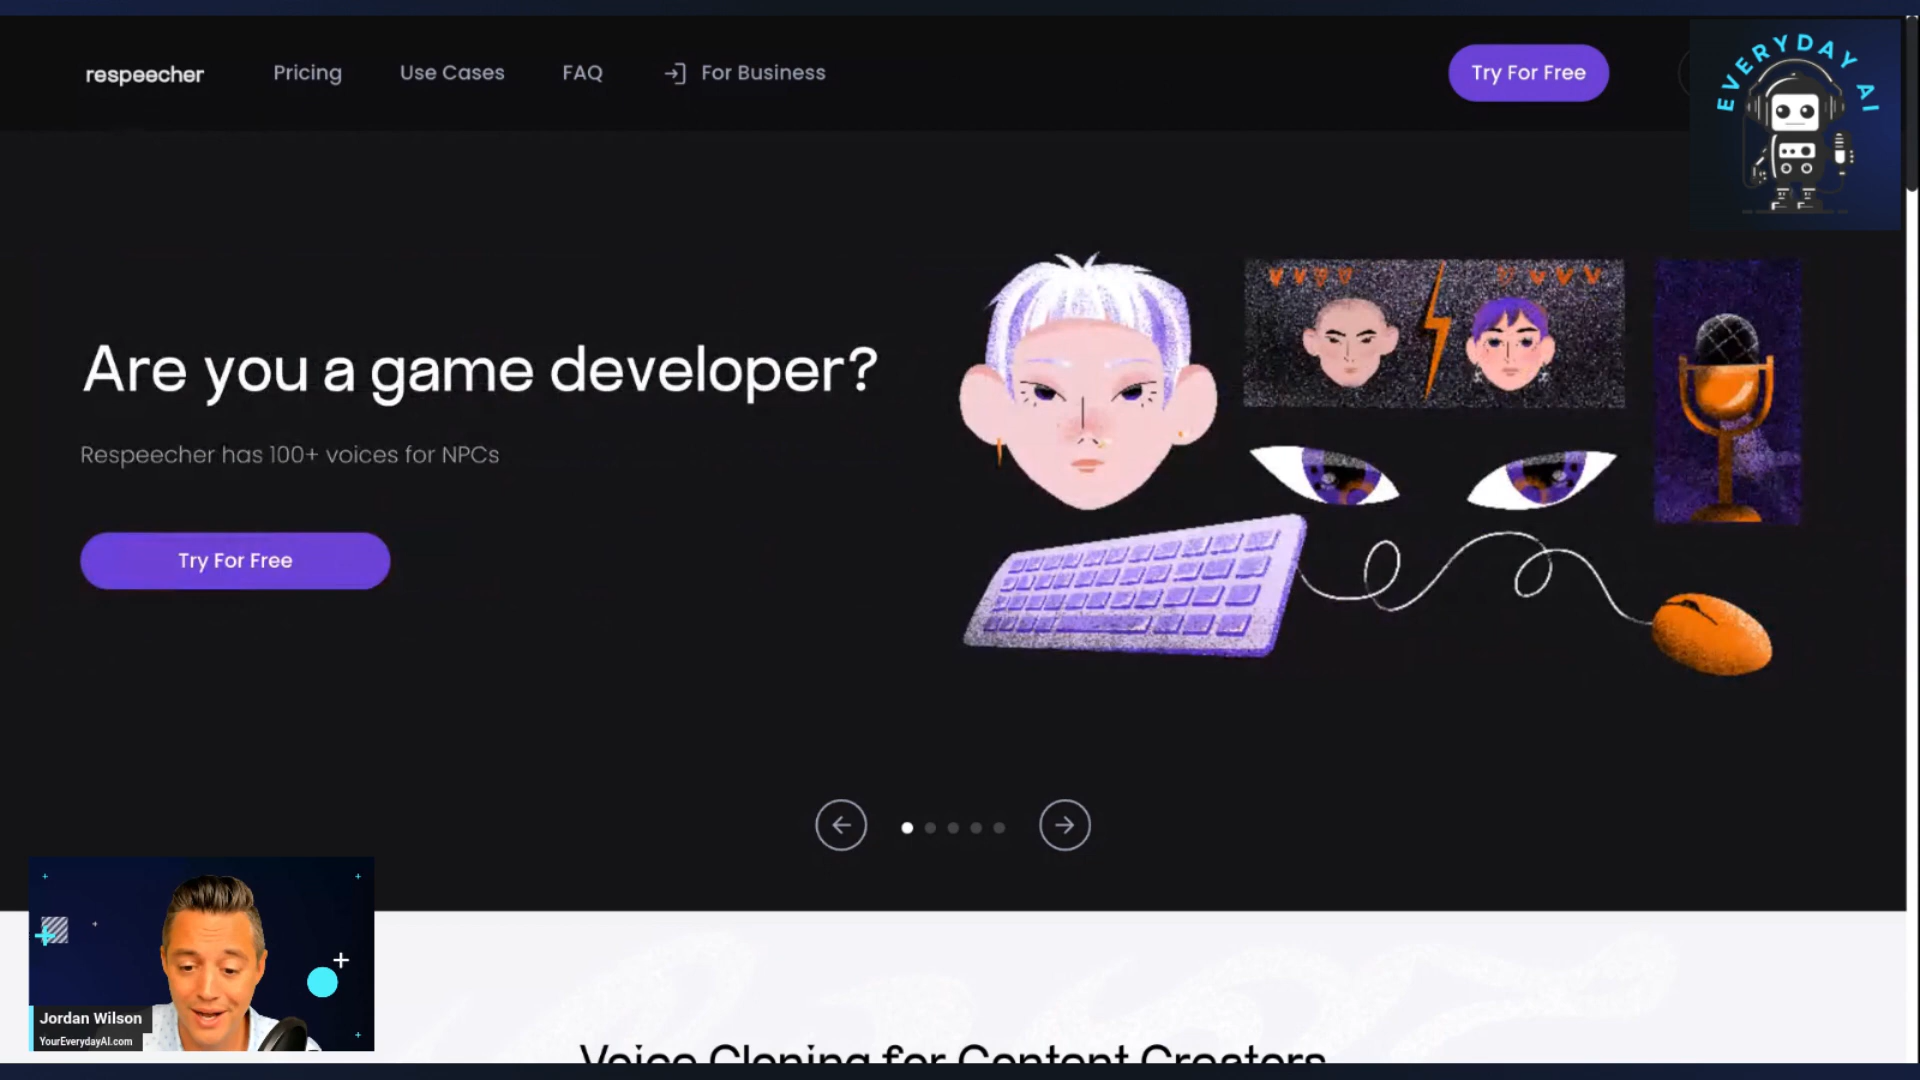 respeecher
Pricing
Use Cases
FAQ
For Business
Try For Free
EVERYDAY AI
Are you a game developer?
Respeecher has 100+ voices for NPCs
Try For Free
Jordan Wilson
YourEverydayAI.com
Voice Cloning for Content Creators